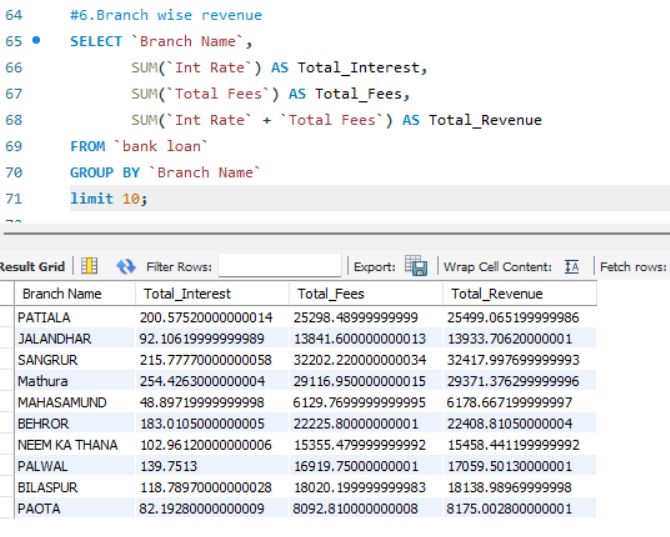 64 #6.Branch wise revenue
65 SELECT `Branch Name`,
66 SUM(`Int Rate`) AS Total_Interest,
67 SUM(`Total Fees`) AS Total_Fees,
68 SUM(`Int Rate` + `Total Fees`) AS Total_Revenue
69 FROM `bank loan`
70 GROUP BY `Branch Name`
71 limit 10;
Result Grid Filter Rows: Export: Wrap Cell Content: Fetch rows:
Branch Name Total_Interest Total_Fees Total_Revenue
PATIALA 200.57520000000014 25298.48999999999 25499.065199999986
JALANDHAR 92.10619999999989 13841.600000000013 13933.70620000001
SANGRUR 215.77770000000058 32202.220000000034 32417.997699999993
Mathura 254.4263000000004 29116.950000000015 29371.376299999996
MAHASAMUND 48.89719999999998 6129.7699999999995 6178.667199999997
BEHROR 183.0105000000005 22225.80000000001 22408.81050000004
NEEM KA THANA 102.96120000000006 15355.479999999992 15458.441199999992
PALWAL 139.7513 16919.75000000001 17059.50130000001
BILASPUR 118.78970000000028 18020.199999999983 18138.98969999998
PAOTA 82.19280000000009 8092.810000000008 8175.002800000001